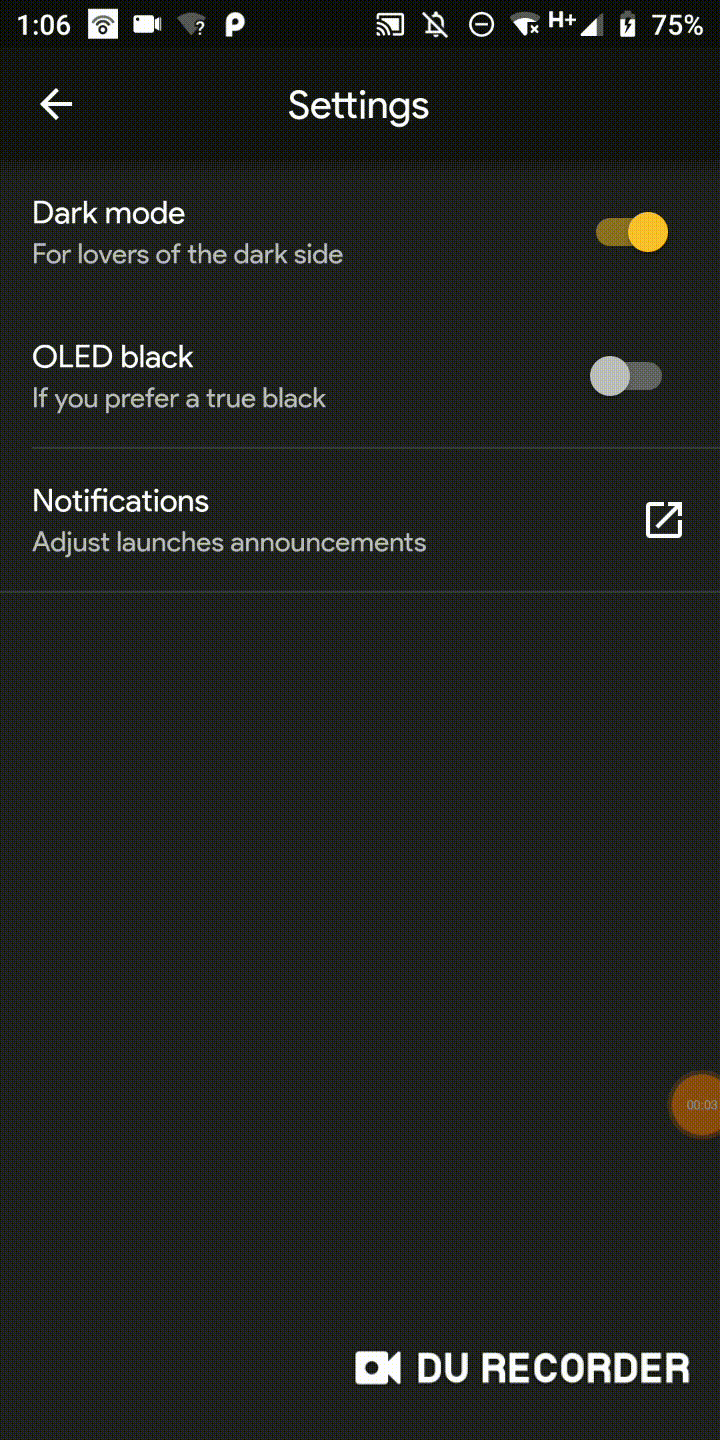 1:06 ? H+ 75%
Settings
Dark mode
For lovers of the dark side
OLED black
If you prefer a true black
Notifications
Adjust launches announcements
00:03
DU RECORDER